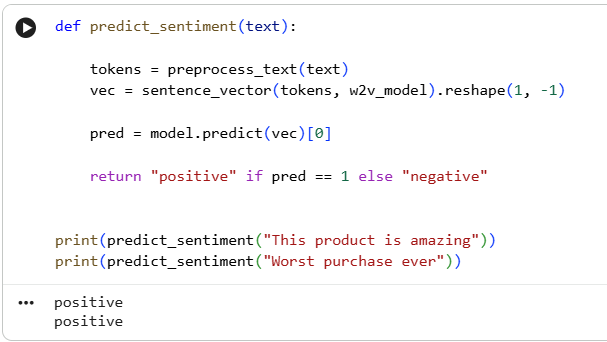 def predict_sentiment(text):
    tokens = preprocess_text(text)
    vec = sentence_vector(tokens, w2v_model).reshape(1, -1)
    pred = model.predict(vec)[0]
    return "positive" if pred == 1 else "negative"
print(predict_sentiment("This product is amazing"))
print(predict_sentiment("Worst purchase ever"))
positive
positive